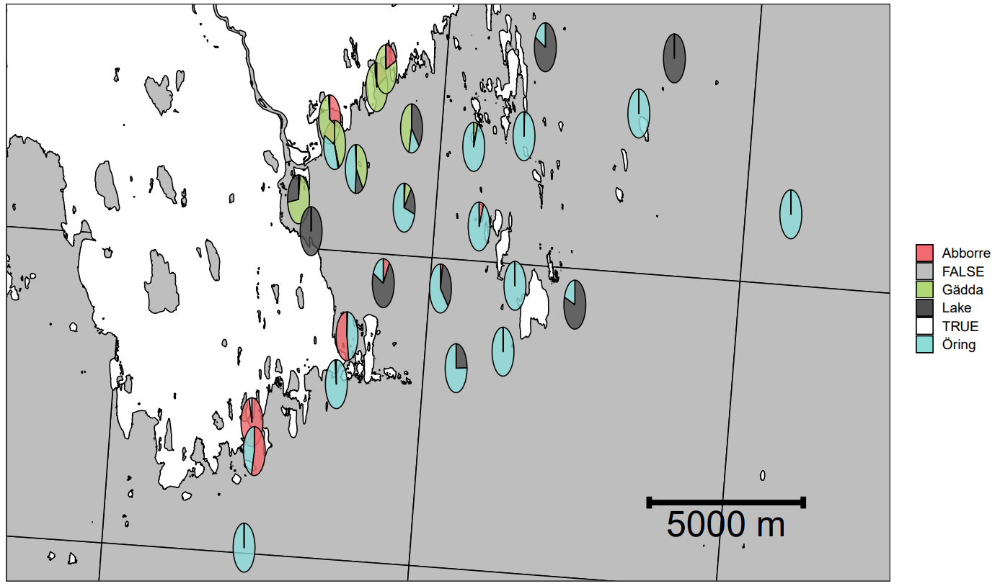 Abborre
FALSE
Gädda
Lake
TRUE
Öring
5000 m